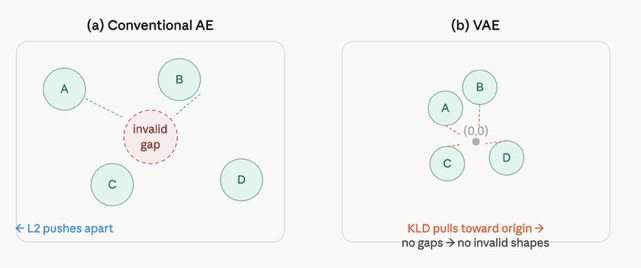 (a) Conventional AE
A
B
invalid
gap
C
D
← L2 pushes apart
(b) VAE
B
A
(0,0)
C
D
KLD pulls toward origin →
no gaps → no invalid shapes